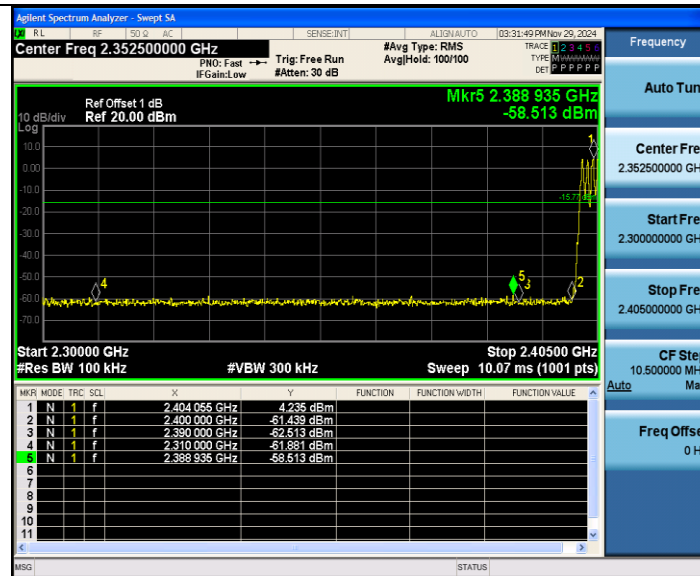 Agilent Spectrum Analyzer - Swept SA
RL RF 50 Ω AC SENSE:INT ALIGNAUTO 03:31:49 PM Nov 29, 2024
Center Freq 2.352500000 GHz #Avg Type: RMS TRACE 1 2 3 4 5 6
PNO: Fast Trig: Free Run Avg|Hold: 100/100 TYPE M
IFGain:Low #Atten: 30 dB DET P P P P P P
Frequency
Ref Offset 1 dB Mkr5 2.388 935 GHz
10 dB/div Ref 20.00 dBm -58.513 dBm
Log
10.0
0.00
-10.0
-20.0
-30.0
-40.0
-50.0
-60.0
-70.0
1
4
5
3
2
Start 2.30000 GHz Stop 2.40500 GHz
#Res BW 100 kHz #VBW 300 kHz Sweep 10.07 ms (1001 pts)
MKR MODE TRC SCL X Y FUNCTION FUNCTION WIDTH FUNCTION VALUE
1 N 1 f 2.404 055 GHz 4.235 dBm
2 N 1 f 2.400 000 GHz -61.439 dBm
3 N 1 f 2.390 000 GHz -62.513 dBm
4 N 1 f 2.310 000 GHz -61.881 dBm
5 N 1 f 2.388 935 GHz -58.513 dBm
6
7
8
9
10
11
MSG STATUS
Auto Tun
Center Fre
2.352500000 GH
Start Fre
2.300000000 GH
Stop Fre
2.405000000 GH
CF Ste
10.500000 MH
Auto Ma
Freq Offse
0 H